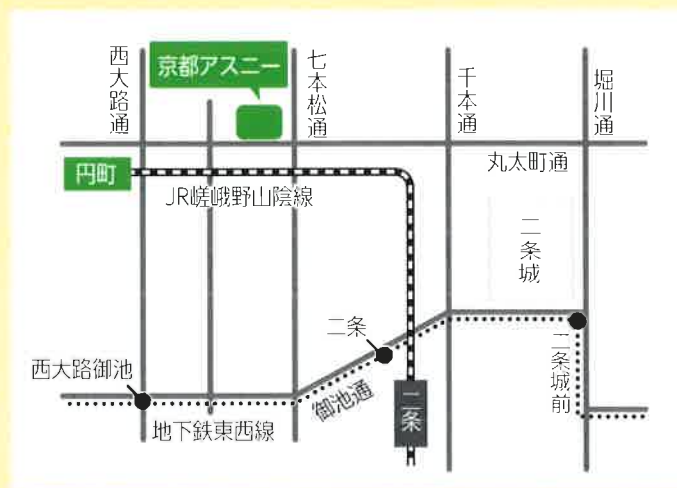 西大路通
京都アスニー
七本松通
千本通
堀川通
丸太町通
円町
JR嵯峨野山陰線
二条城
二条
二条城前
西大路御池
御池通
二条
地下鉄東西線